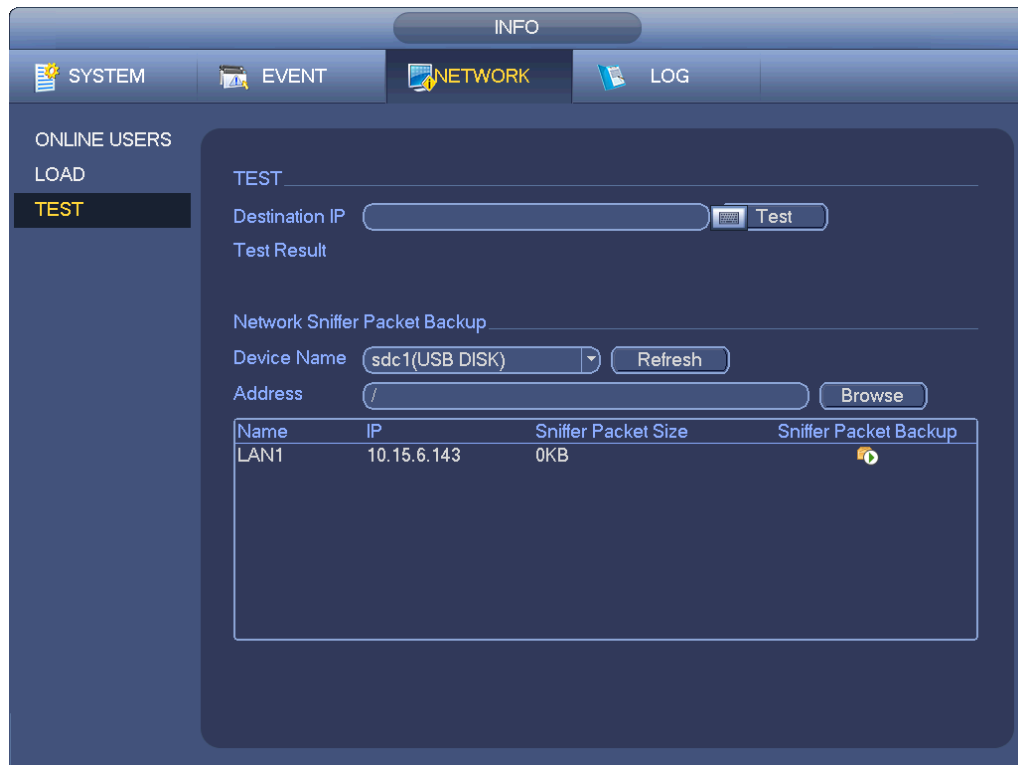 INFO
SYSTEM EVENT NETWORK LOG
ONLINE USERS
LOAD
TEST
TEST
Destination IP Test
Test Result
Network Sniffer Packet Backup
Device Name sdc1(USB DISK) Refresh
Address / Browse
Name IP Sniffer Packet Size Sniffer Packet Backup
LAN1 10.15.6.143 0KB